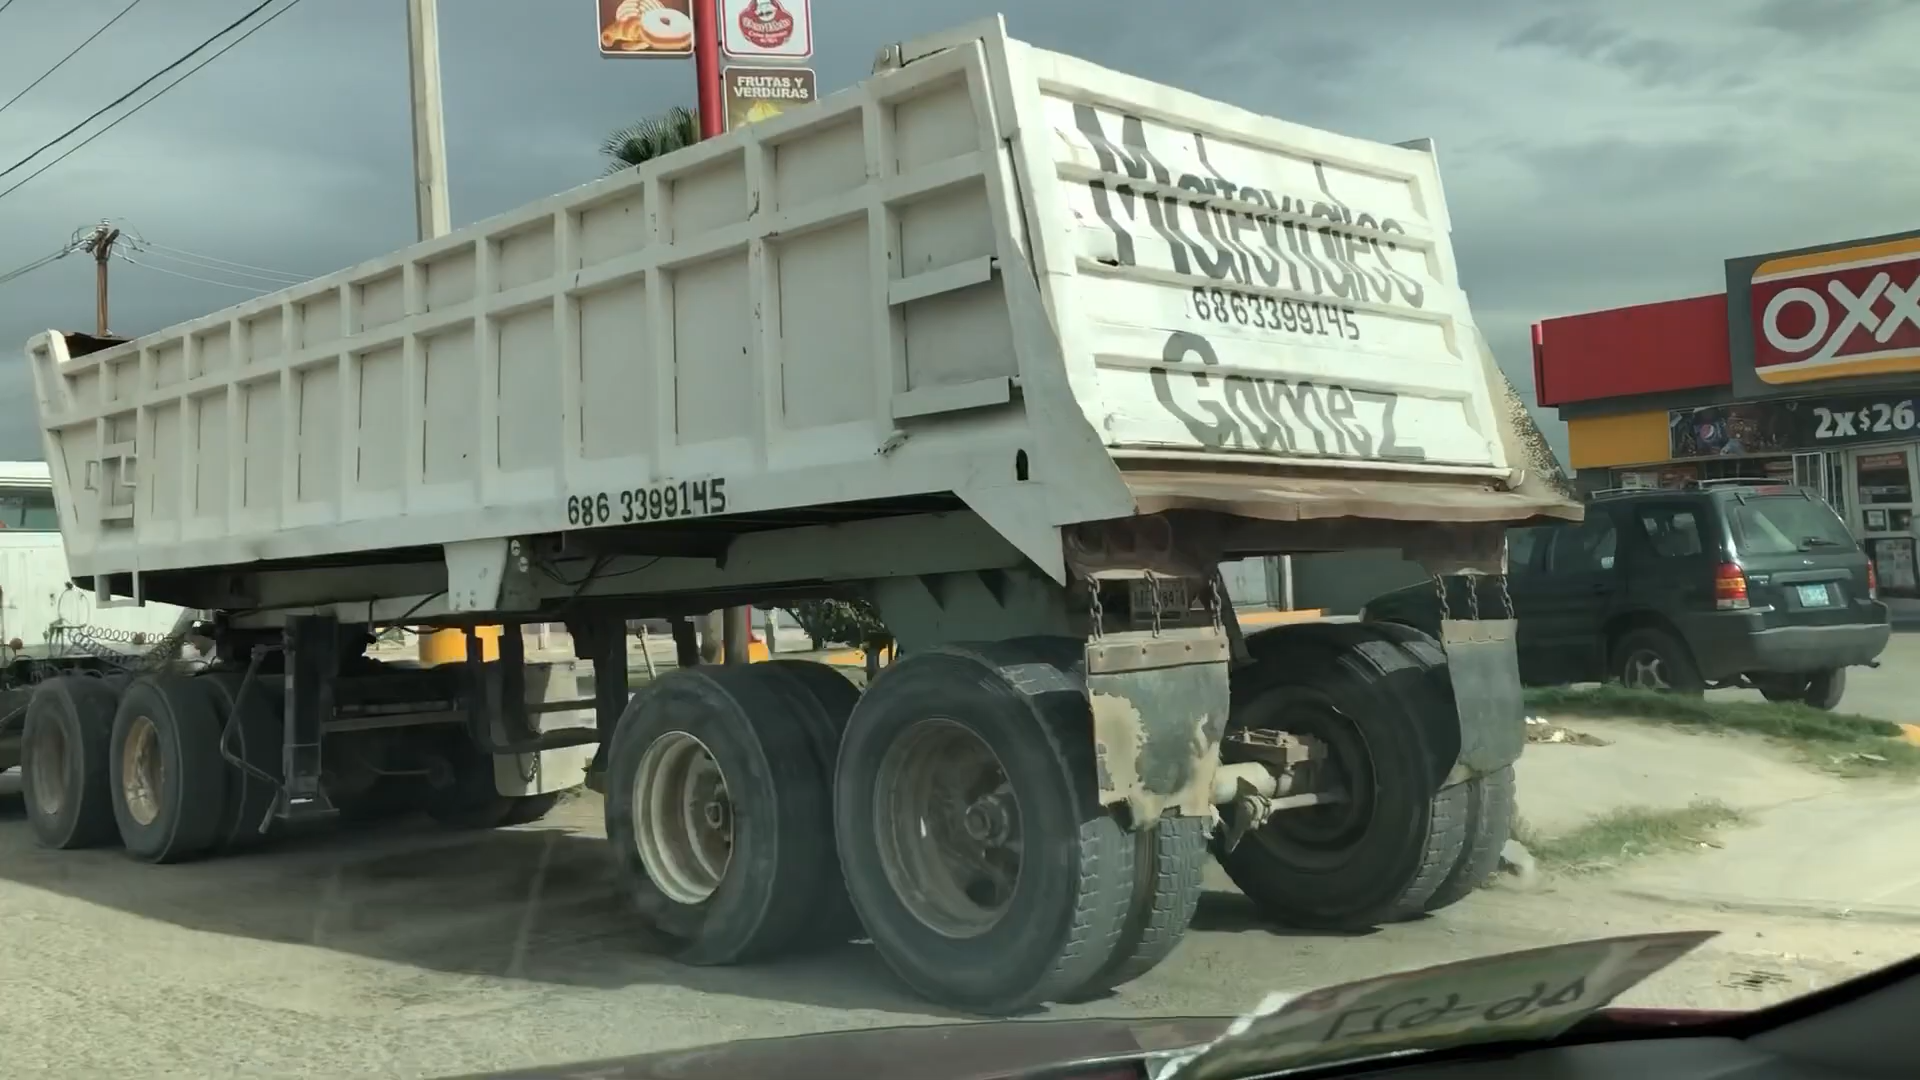 FRUTAS Y
VERDURAS
Materiales
6863399145
Gamez
686 3399145
OXX
2x$26.